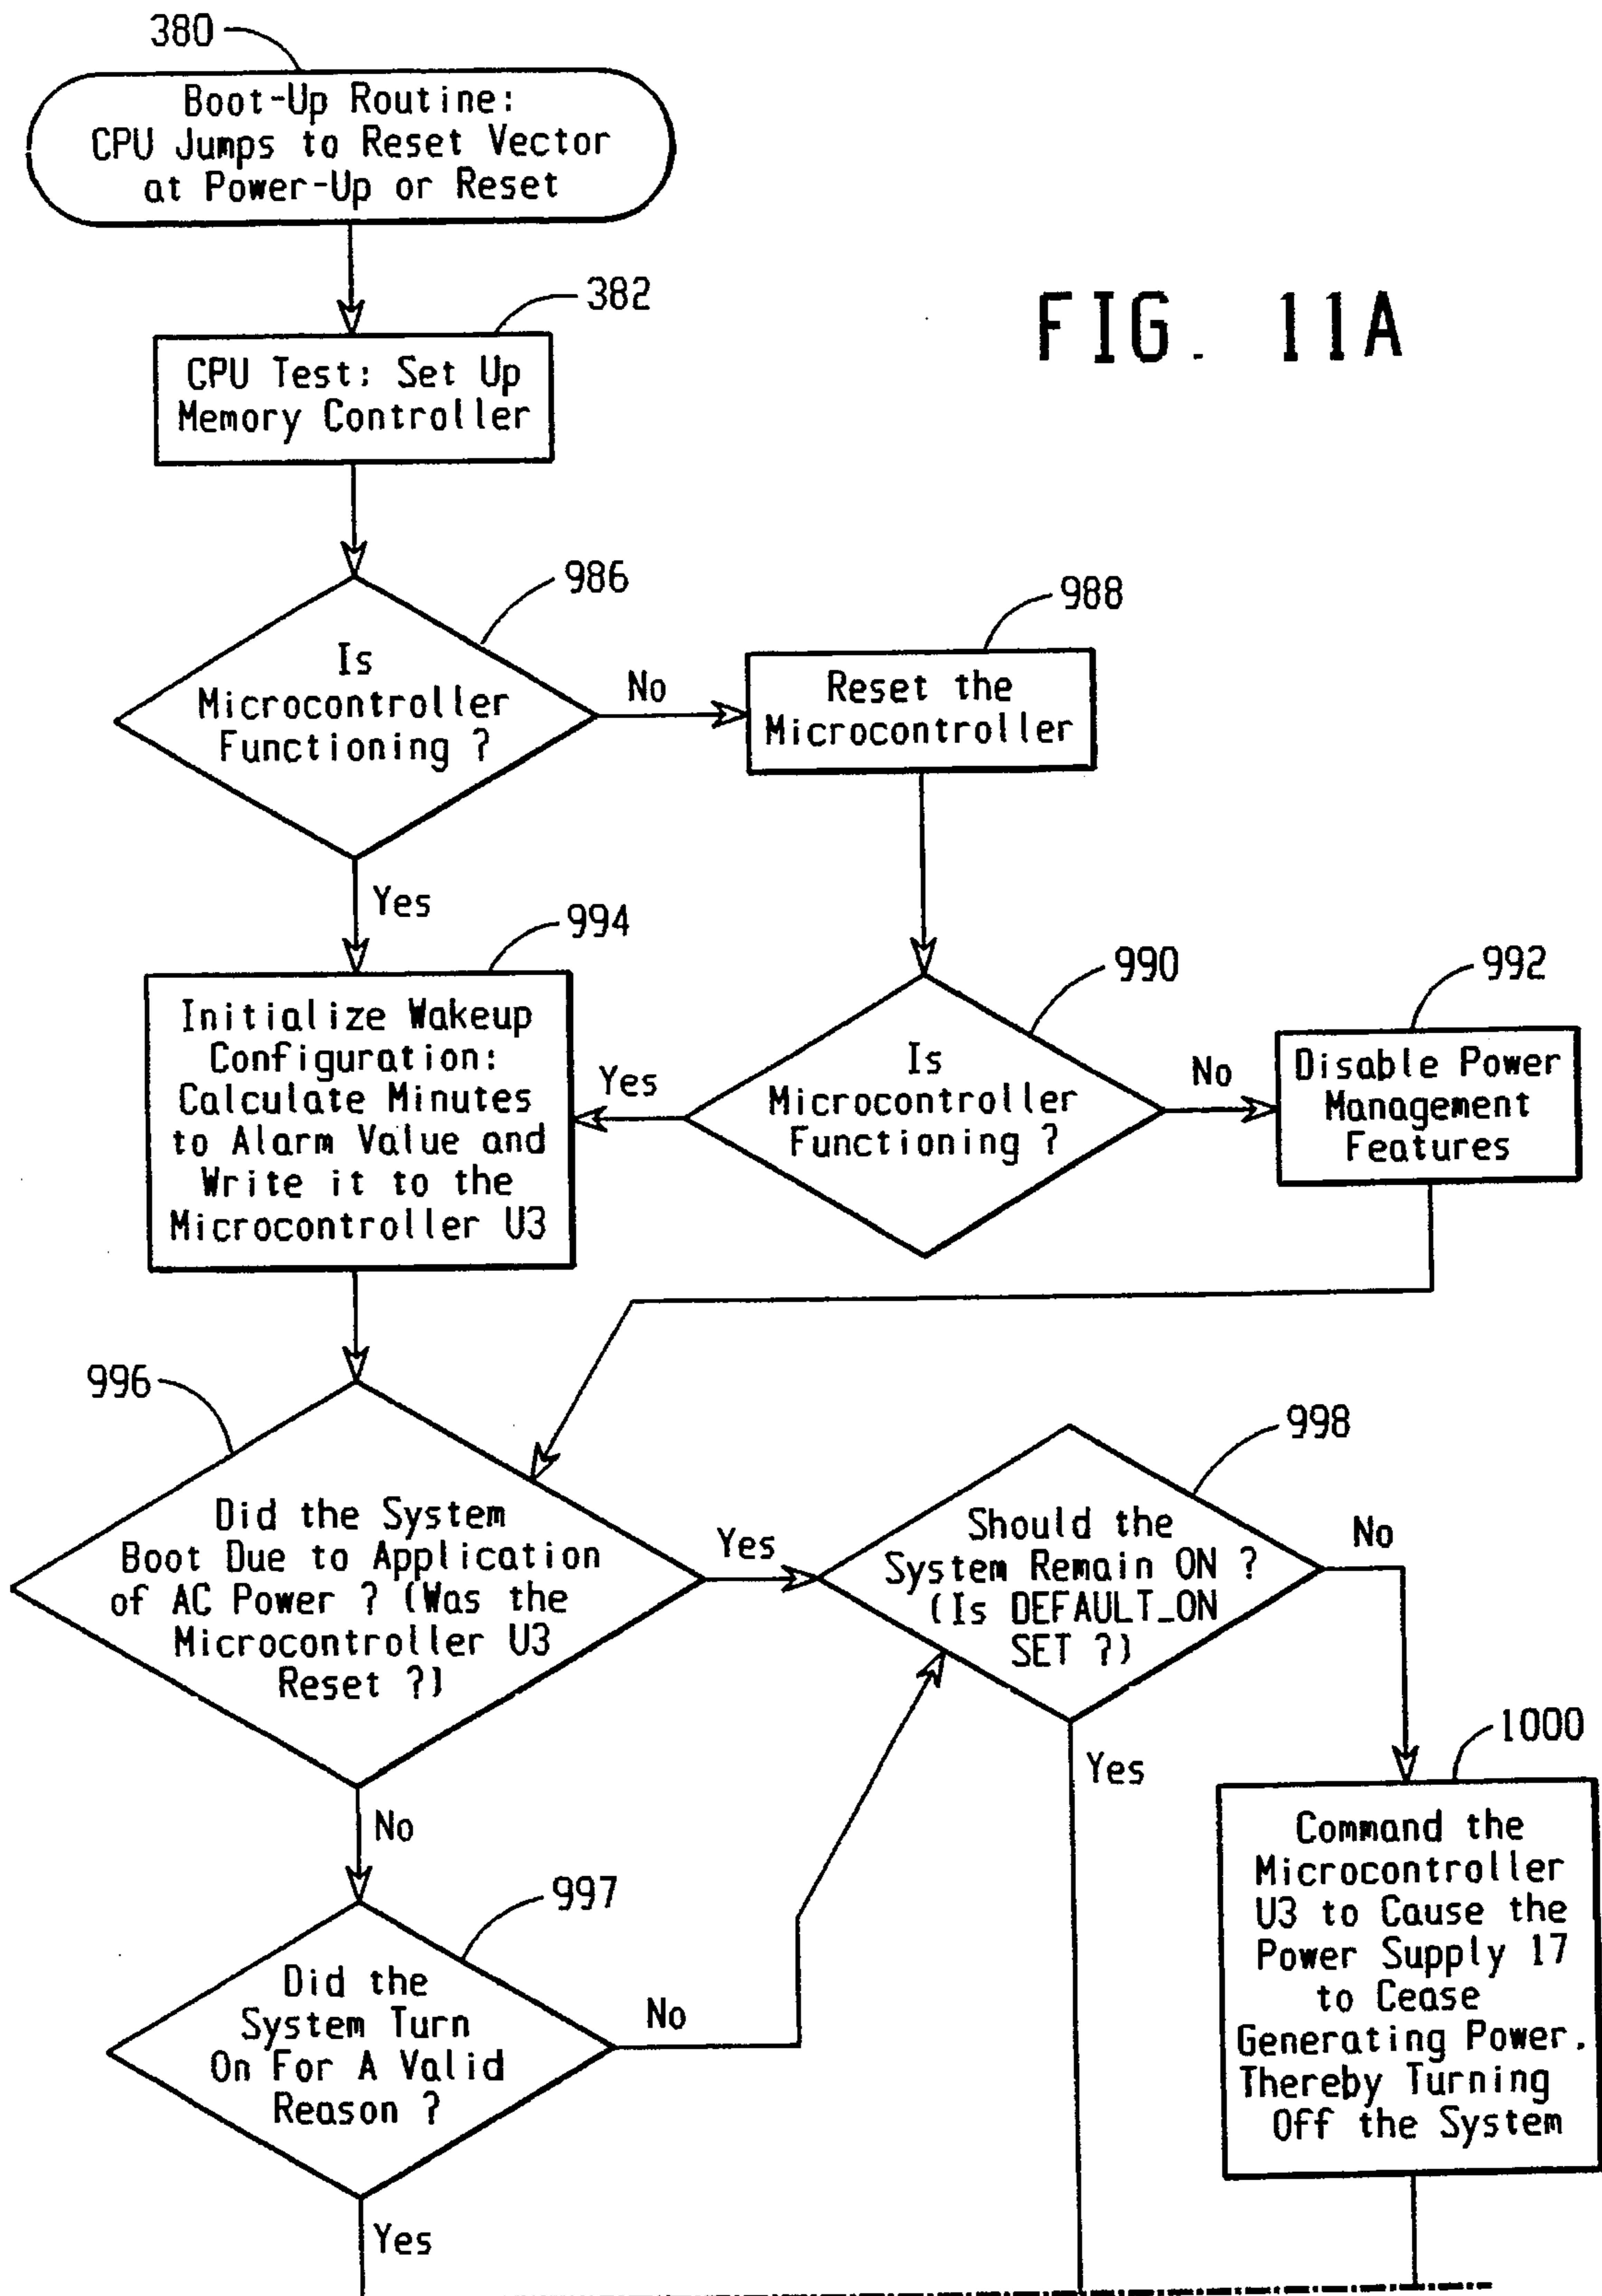 380
Boot-Up Routine:
CPU Jumps to Reset Vector
at Power-Up or Reset
382
FIG. 11A
CPU Test: Set Up
Memory Controller
986
Is
Microcontroller
Functioning ?
No
988
Reset the
Microcontroller
Yes
994
Initialize Wakeup
Configuration:
Calculate Minutes
to Alarm Value and
Write it to the
Microcontroller U3
Yes
990
Is
Microcontroller
Functioning ?
No
992
Disable Power
Management
Features
996
Did the System
Boot Due to Application
of AC Power ? (Was the
Microcontroller U3
Reset ?)
Yes
998
Should the
System Remain ON ?
(Is DEFAULT_ON
SET ?)
No
Yes
1000
Command the
Microcontroller
U3 to Cause the
Power Supply 17
to Cease
Generating Power.
Thereby Turning
Off the System
No
997
Did the
System Turn
On For A Valid
Reason ?
No
Yes